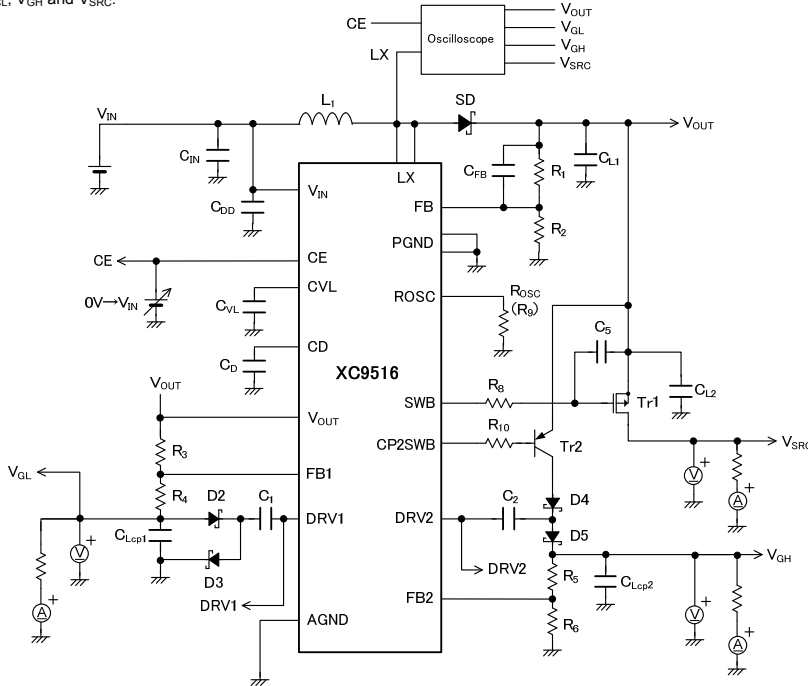 CL, VGH and VSRC.
CE
LX
Oscilloscope
VOUT
VGL
VGH
VSRC
VIN
L1
SD
VOUT
CIN
CDD
LX
CFB
R1
CL1
VIN
FB
R2
PGND
CE
CE
0V→VIN
CVL
CVL
ROSC
ROSC
(R9)
CD
CD
XC9516
C5
VOUT
VOUT
SWB
R8
Tr1
CL2
R3
CP2SWB
R10
Tr2
VSRC
VGL
FB1
V +
A +
R4
D2
C1
D4
CLcp1
DRV1
DRV2
C2
D5
V +
D3
DRV2
VGH
A +
DRV1
FB2
R5
CLcp2
AGND
R6
V +
A +